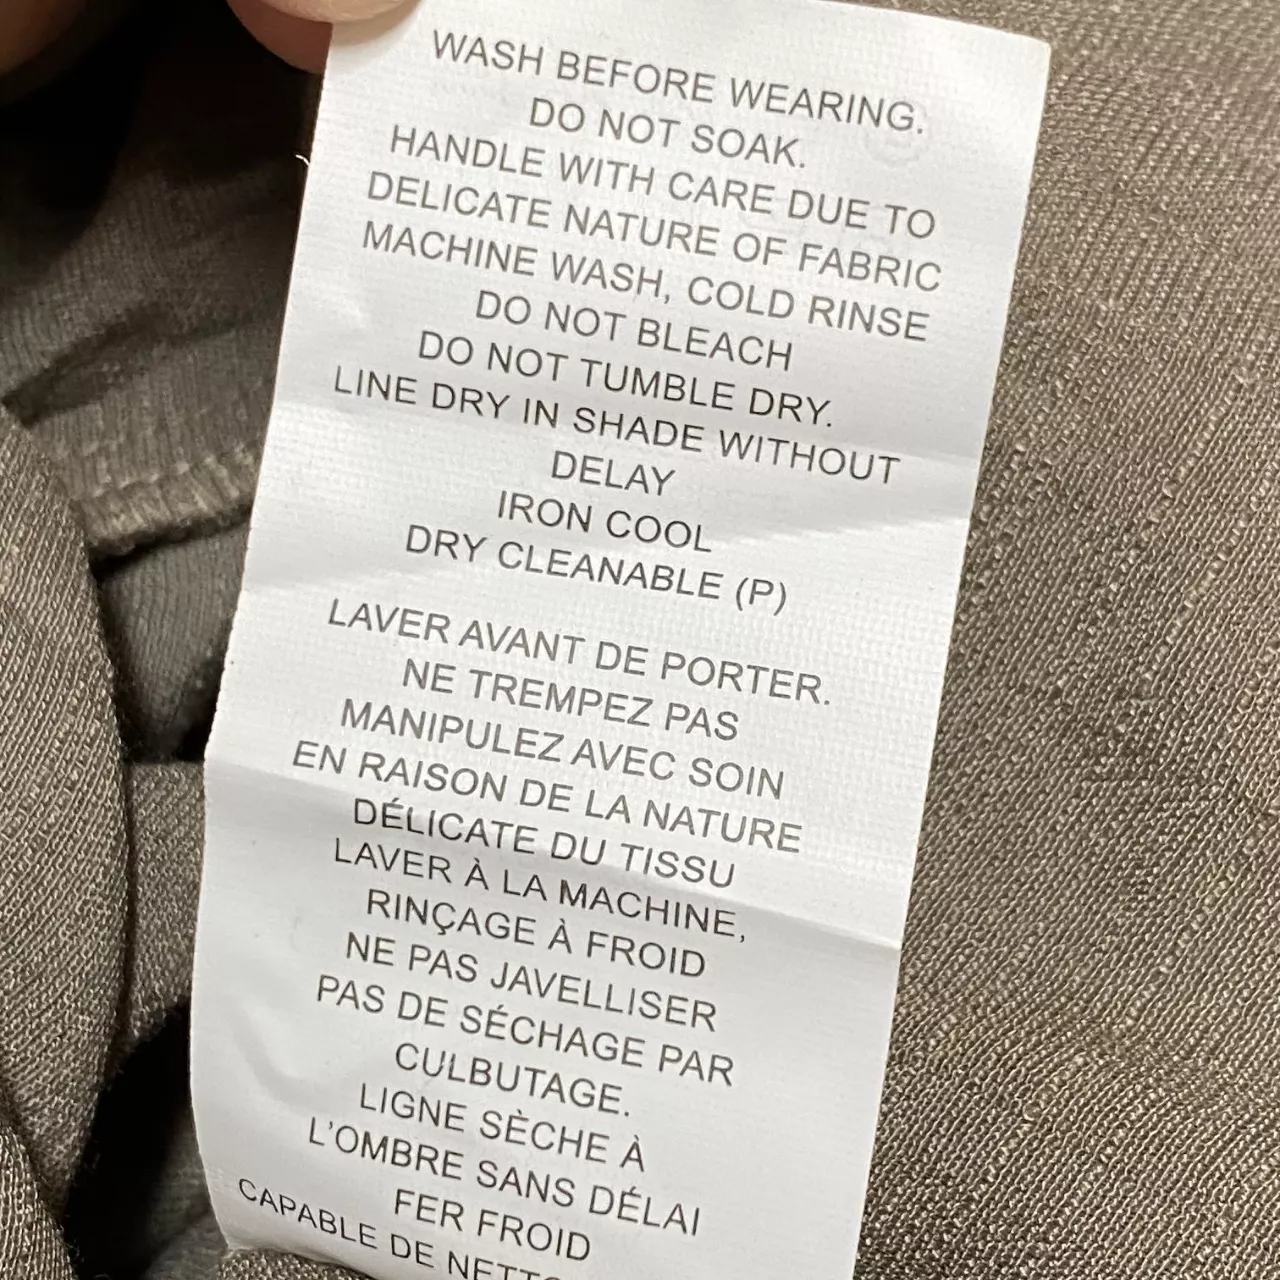 WASH BEFORE WEARING.
DO NOT SOAK.
HANDLE WITH CARE DUE TO
DELICATE NATURE OF FABRIC
MACHINE WASH, COLD RINSE
DO NOT BLEACH
DO NOT TUMBLE DRY.
LINE DRY IN SHADE WITHOUT
DELAY
IRON COOL
DRY CLEANABLE (P)
LAVER AVANT DE PORTER.
NE TREMPEZ PAS
MANIPULEZ AVEC SOIN
EN RAISON DE LA NATURE
DÉLICATE DU TISSU
LAVER À LA MACHINE,
RINÇAGE À FROID
NE PAS JAVELLISER
PAS DE SÉCHAGE PAR
CULBUTAGE.
LIGNE SÈCHE À
L'OMBRE SANS DÉLAI
FER FROID
CAPABLE DE